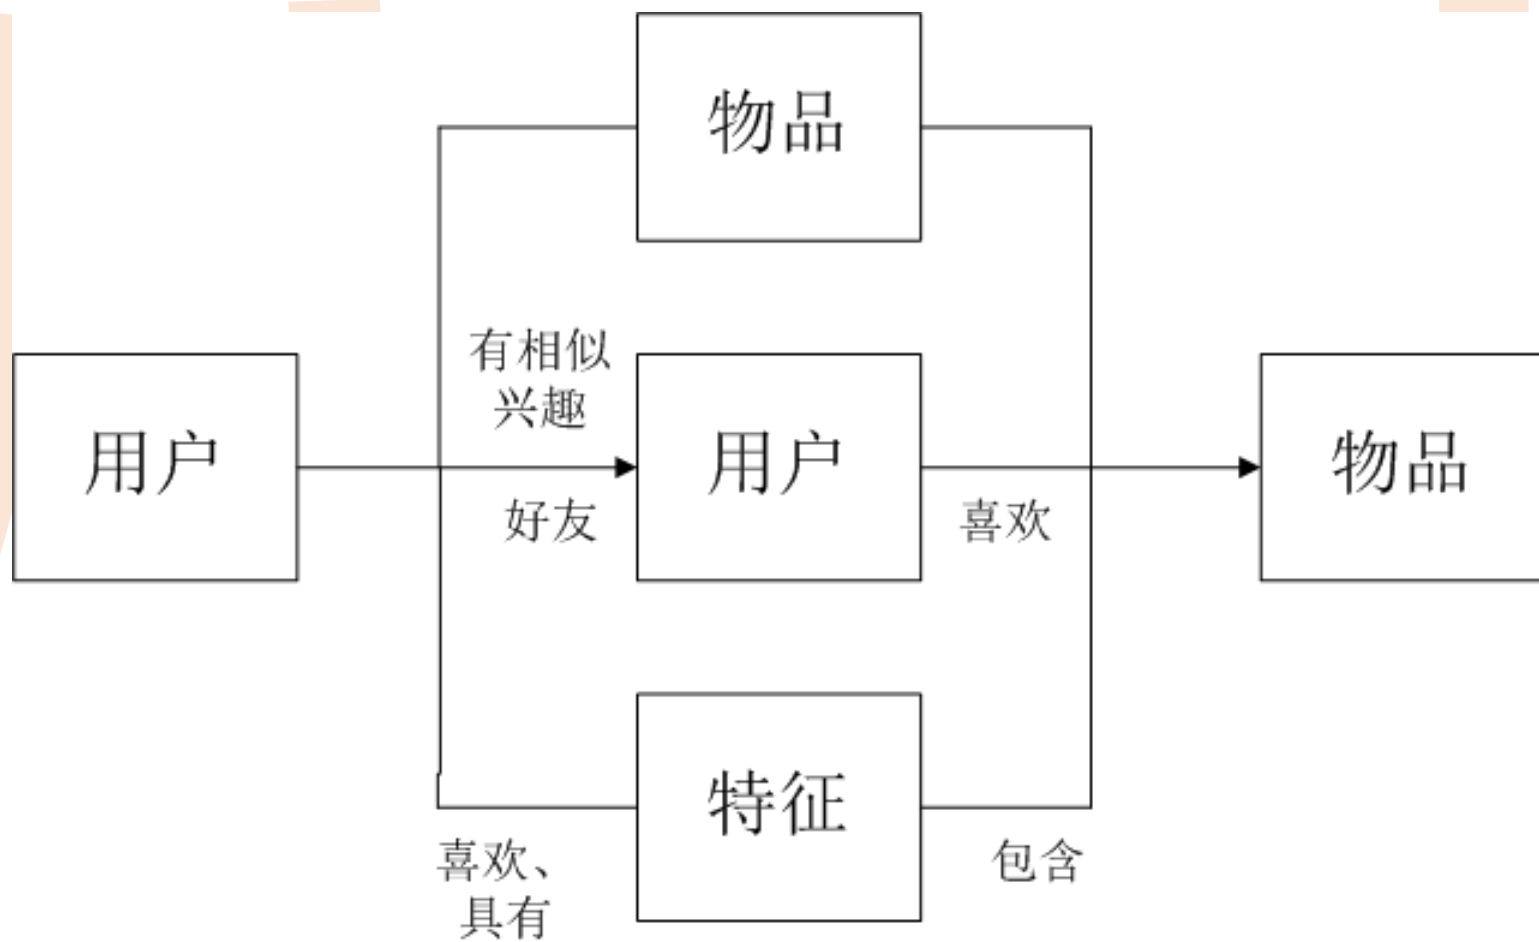 物品
有相似
兴趣
用户
用户
物品
好友
喜欢
特征
喜欢、
具有
包含